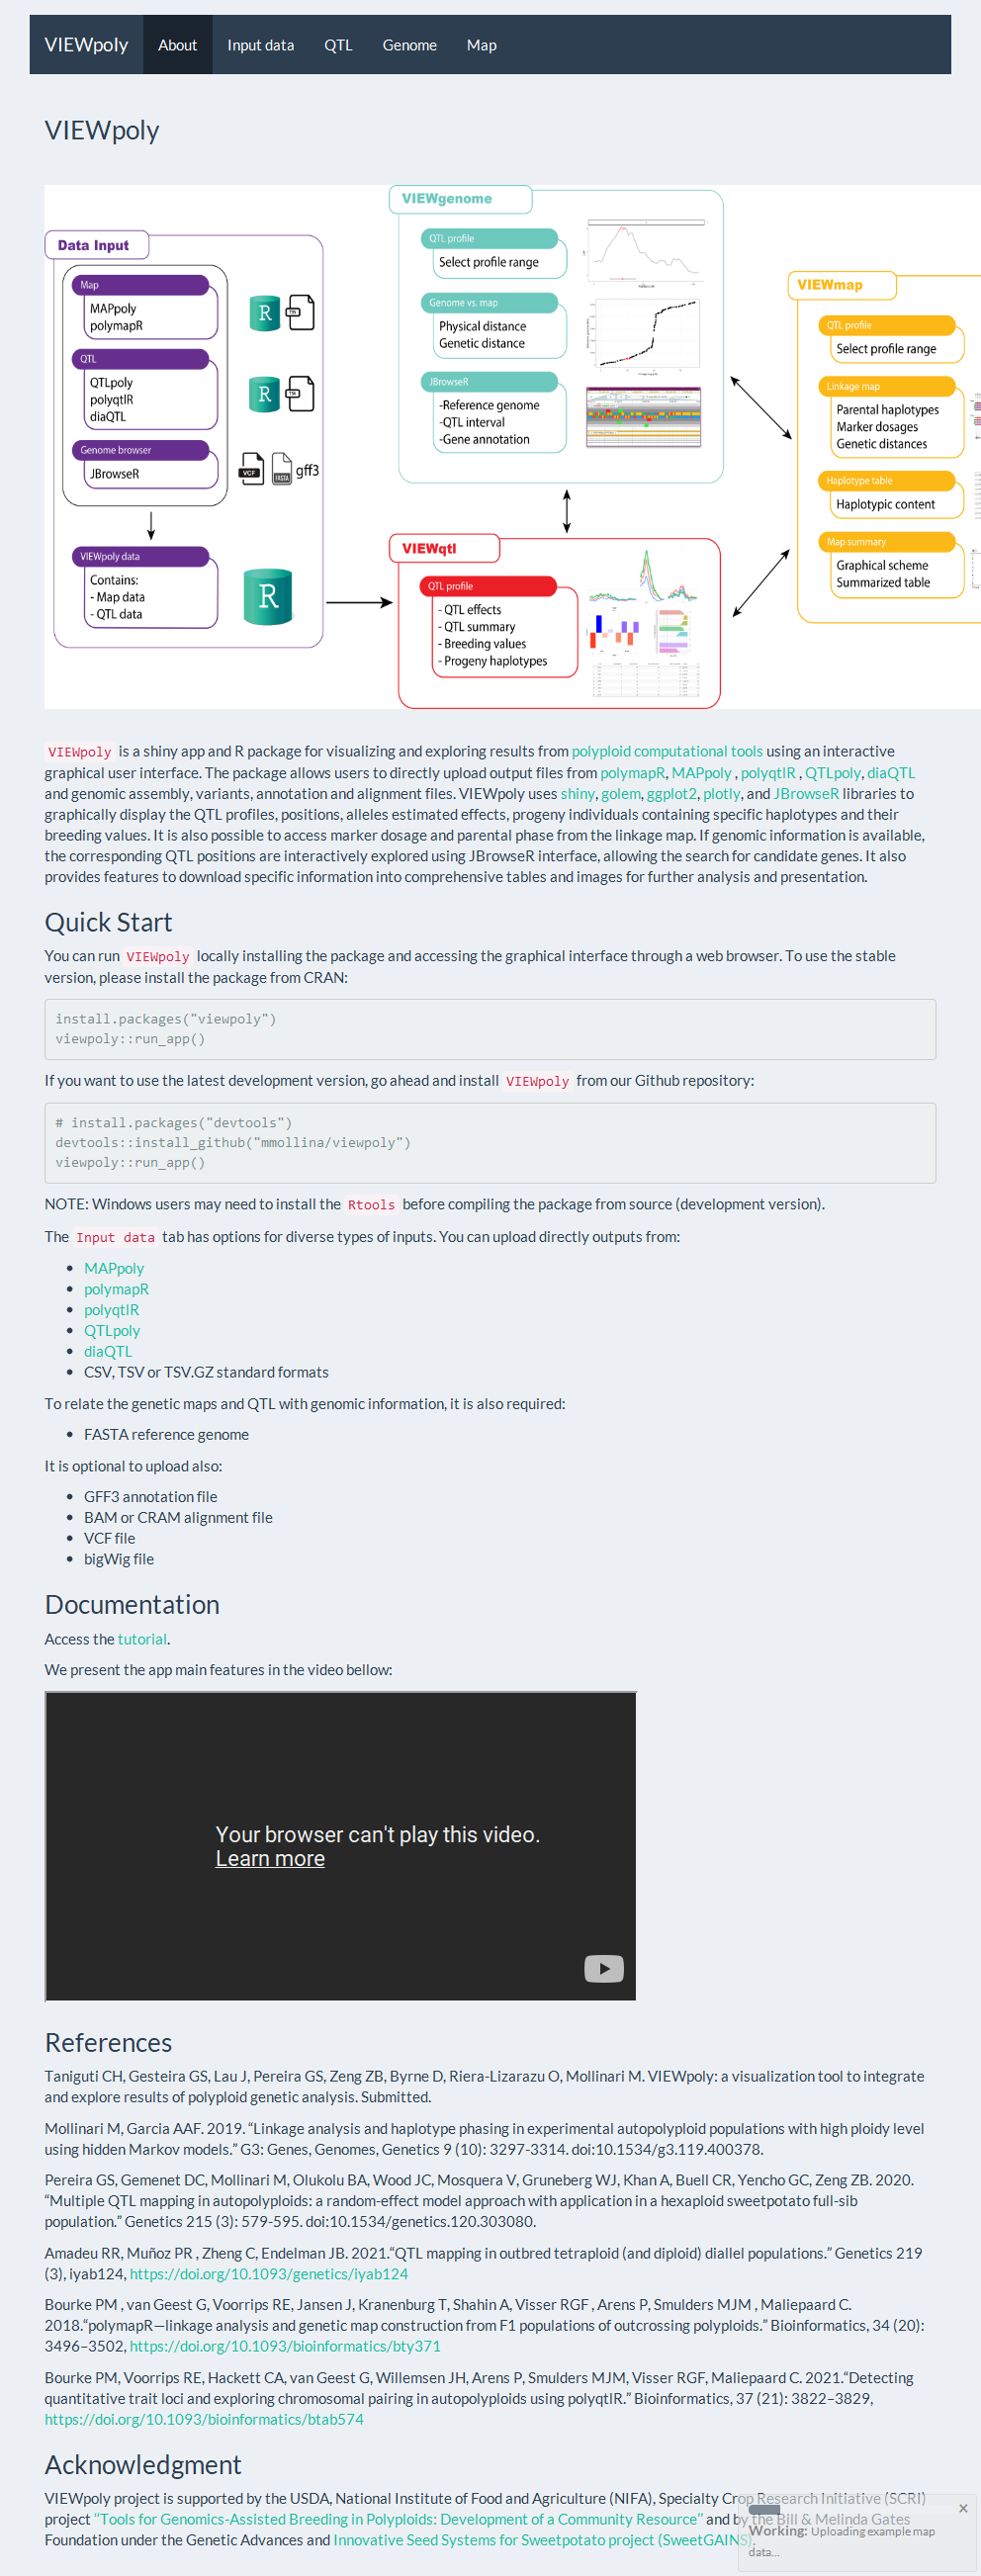 VIEWpoly About Input data QTL Genome Map
VIEWpoly
Data Input
Map
MAPpoly
polymapR
QTL
QTLpoly
polyqtlR
diaQTL
Genome browser
JBrowseR
R
R
VCF
FASTA
gff3
VIEWpoly data
Contains:
- Map data
- QTL data
R
VIEWgenome
QTL profile
Select profile range
Genome vs. map
Physical distance
Genetic distance
JBrowseR
-Reference genome
-QTL interval
-Gene annotation
VIEWqtl
QTL profile
- QTL effects
- QTL summary
- Breeding values
- Progeny haplotypes
VIEWmap
QTL profile
Select profile range
Linkage map
Parental haplotypes
Marker dosages
Genetic distances
Haplotype table
Haplotypic content
Map summary
Graphical scheme
Summarized table
VIEWpoly is a shiny app and R package for visualizing and exploring results from polyploid computational tools using an interactive
graphical user interface. The package allows users to directly upload output files from polymapR, MAPpoly , polyqtlR , QTLpoly, diaQTL
and genomic assembly, variants, annotation and alignment files. VIEWpoly uses shiny, golem, ggplot2, plotly, and JBrowseR libraries to
graphically display the QTL profiles, positions, alleles estimated effects, progeny individuals containing specific haplotypes and their
breeding values. It is also possible to access marker dosage and parental phase from the linkage map. If genomic information is available,
the corresponding QTL positions are interactively explored using JBrowseR interface, allowing the search for candidate genes. It also
provides features to download specific information into comprehensive tables and images for further analysis and presentation.
Quick Start
You can run VIEWpoly locally installing the package and accessing the graphical interface through a web browser. To use the stable
version, please install the package from CRAN:
install.packages("viewpoly")
viewpoly::run_app()
If you want to use the latest development version, go ahead and install VIEWpoly from our Github repository:
# install.packages("devtools")
devtools::install_github("mmollina/viewpoly")
viewpoly::run_app()
NOTE: Windows users may need to install the Rtools before compiling the package from source (development version).
The Input data tab has options for diverse types of inputs. You can upload directly outputs from:
• MAPpoly
• polymapR
• polyqtlR
• QTLpoly
• diaQTL
• CSV, TSV or TSV.GZ standard formats
To relate the genetic maps and QTL with genomic information, it is also required:
• FASTA reference genome
It is optional to upload also:
• GFF3 annotation file
• BAM or CRAM alignment file
• VCF file
• bigWig file
Documentation
Access the tutorial.
We present the app main features in the video bellow:
Your browser can't play this video.
Learn more
References
Taniguti CH, Gesteira GS, Lau J, Pereira GS, Zeng ZB, Byrne D, Riera-Lizarazu O, Mollinari M. VIEWpoly: a visualization tool to integrate
and explore results of polyploid genetic analysis. Submitted.
Mollinari M, Garcia AAF. 2019. “Linkage analysis and haplotype phasing in experimental autopolyploid populations with high ploidy level
using hidden Markov models.” G3: Genes, Genomes, Genetics 9 (10): 3297-3314. doi:10.1534/g3.119.400378.
Pereira GS, Gemenet DC, Mollinari M, Olukolu BA, Wood JC, Mosquera V, Gruneberg WJ, Khan A, Buell CR, Yencho GC, Zeng ZB. 2020.
“Multiple QTL mapping in autopolyploids: a random-effect model approach with application in a hexaploid sweetpotato full-sib
population.” Genetics 215 (3): 579-595. doi:10.1534/genetics.120.303080.
Amadeu RR, Muñoz PR , Zheng C, Endelman JB. 2021.“QTL mapping in outbred tetraploid (and diploid) diallel populations.” Genetics 219
(3), iyab124, https://doi.org/10.1093/genetics/iyab124
Bourke PM , van Geest G, Voorrips RE, Jansen J, Kranenburg T, Shahin A, Visser RGF , Arens P, Smulders MJM , Maliepaard C.
2018.“polymapR—linkage analysis and genetic map construction from F1 populations of outcrossing polyploids.” Bioinformatics, 34 (20):
3496–3502, https://doi.org/10.1093/bioinformatics/bty371
Bourke PM, Voorrips RE, Hackett CA, van Geest G, Willemsen JH, Arens P, Smulders MJM, Visser RGF, Maliepaard C. 2021.“Detecting
quantitative trait loci and exploring chromosomal pairing in autopolyploids using polyqtlR.” Bioinformatics, 37 (21): 3822–3829,
https://doi.org/10.1093/bioinformatics/btab574
Acknowledgment
VIEWpoly project is supported by the USDA, National Institute of Food and Agriculture (NIFA), Specialty Crop Research Initiative (SCRI)
project ‘‘Tools for Genomics-Assisted Breeding in Polyploids: Development of a Community Resource’’ and by the Bill & Melinda Gates
Foundation under the Genetic Advances and Innovative Seed Systems for Sweetpotato project (SweetGAINS).
×
Working: Uploading example map
data...